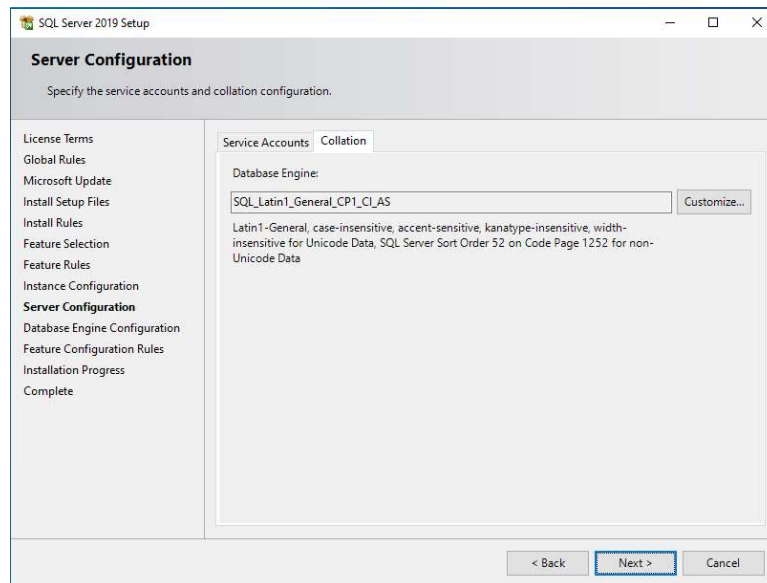 SQL Server 2019 Setup
Server Configuration
Specify the service accounts and collation configuration.
License Terms
Global Rules
Microsoft Update
Install Setup Files
Install Rules
Feature Selection
Feature Rules
Instance Configuration
Server Configuration
Database Engine Configuration
Feature Configuration Rules
Installation Progress
Complete
Service Accounts Collation
Database Engine:
SQL_Latin1_General_CP1_CI_AS
Customize...
Latin1-General, case-insensitive, accent-sensitive, kanatype-insensitive, width-
insensitive for Unicode Data, SQL Server Sort Order 52 on Code Page 1252 for non-
Unicode Data
< Back Next > Cancel